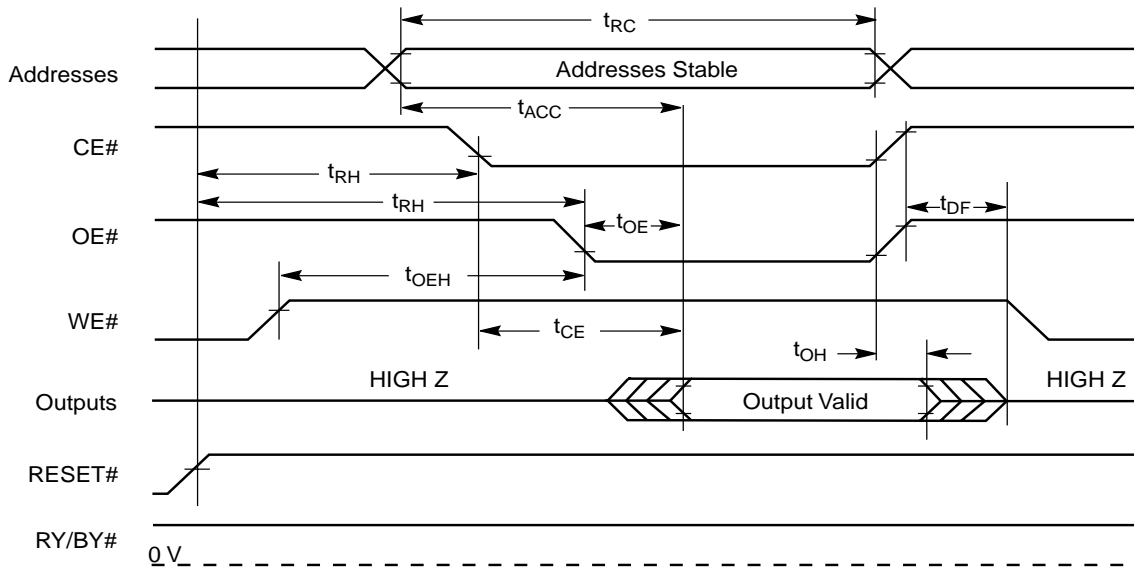 tRC
Addresses
Addresses Stable
tACC
CE#
tRH
tRH
tDF
tOE
OE#
tOEH
WE#
tCE
tOH
HIGH Z
HIGH Z
Outputs
Output Valid
RESET#
RY/BY#
0 V